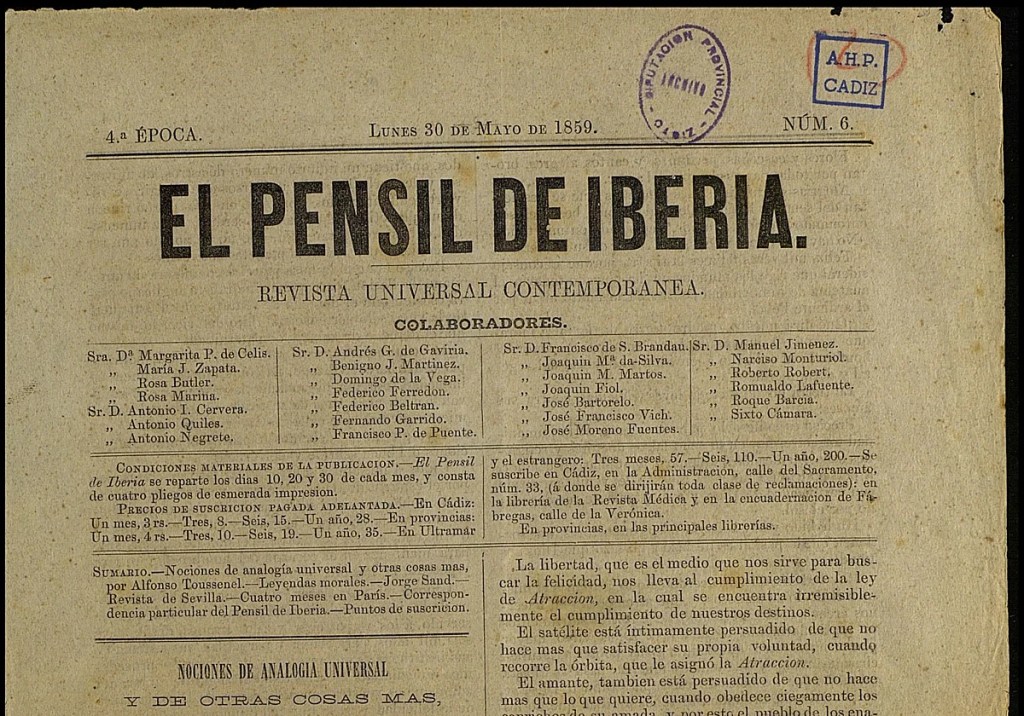 DIPUTACION PROVINCIAL
ARCHIVO
A.H.P.
CADIZ
4.ª ÉPOCA.
LUNES 30 DE MAYO DE 1859.
NÚM. 6.
EL PENSIL DE IBERIA.
REVISTA UNIVERSAL CONTEMPORANEA.
COLABORADORES.
Sra. Dª Margarita P. de Celis.
„ María J. Zapata.
„ Rosa Butler.
„ Rosa Marina.
Sr. D. Antonio I. Cervera.
„ Antonio Quiles.
„ Antonio Negrete.
Sr. D. Andrés G. de Gaviria.
„ Benigno J. Martinez.
„ Domingo de la Vega.
„ Federico Ferredon.
„ Federico Beltran.
„ Fernando Garrido.
„ Francisco P. de Puente.
Sr. D. Francisco de S. Brandau.
„ Joaquin Mª da-Silva.
„ Joaquin M. Martos.
„ Joaquin Fiol.
„ José Bartorelo.
„ José Francisco Vich.
„ José Moreno Fuentes.
Sr. D. Manuel Jimenez.
„ Narciso Monturiol.
„ Roberto Robert.
„ Romualdo Lafuente.
„ Roque Barcia.
„ Sixto Cámara.
CONDICIONES MATERIALES DE LA PUBLICACION.—El Pensil
de Iberia se reparte los dias 10, 20 y 30 de cada mes, y consta
de cuatro pliegos de esmerada impresion.
PRECIOS DE SUSCRICION PAGADA ADELANTADA.—En Cádiz:
Un mes, 3 rs.—Tres, 8.—Seis, 15.—Un año, 28.—En provincias:
Un mes, 4 rs.—Tres, 10.—Seis, 19.—Un año, 35.—En Ultramár
y el estrangero: Tres meses, 57.—Seis, 110.—Un año, 200.—Se
suscribe en Cádiz, en la Administración, calle del Sacramento,
núm. 33, (á donde se dirijirán toda clase de reclamaciones): en
la librería de la Revista Médica y en la encuadernacion de Fá-
bregas, calle de la Verónica.
En provincias, en las principales librerías.
SUMARIO.—Nociones de analogía universal y otras cosas mas,
por Alfonso Toussenel.—Leyendas morales.—Jorge Sand.—
Revista de Sevilla.—Cuatro meses en París.—Correspon-
dencia particular del Pensil de Iberia.—Puntos de suscricion.
NOCIONES DE ANALOGIA UNIVERSAL
Y DE OTRAS COSAS MAS,
La libertad, que es el medio que nos sirve para bus-
car la felicidad, nos lleva al cumplimiento de la ley
de Atraccion, en la cual se encuentra irremisible-
mente el cumplimiento de nuestros destinos.
El satélite está íntimamente persuadido de que no
hace mas que satisfacer su propia voluntad, cuando
recorre la órbita, que le asignó la Atraccion.
El amante, tambien está persuadido de que no hace
mas que lo que quiere, cuando obedece ciegamente los
caprichos de su amada, y por esto el pueblo de los ena-